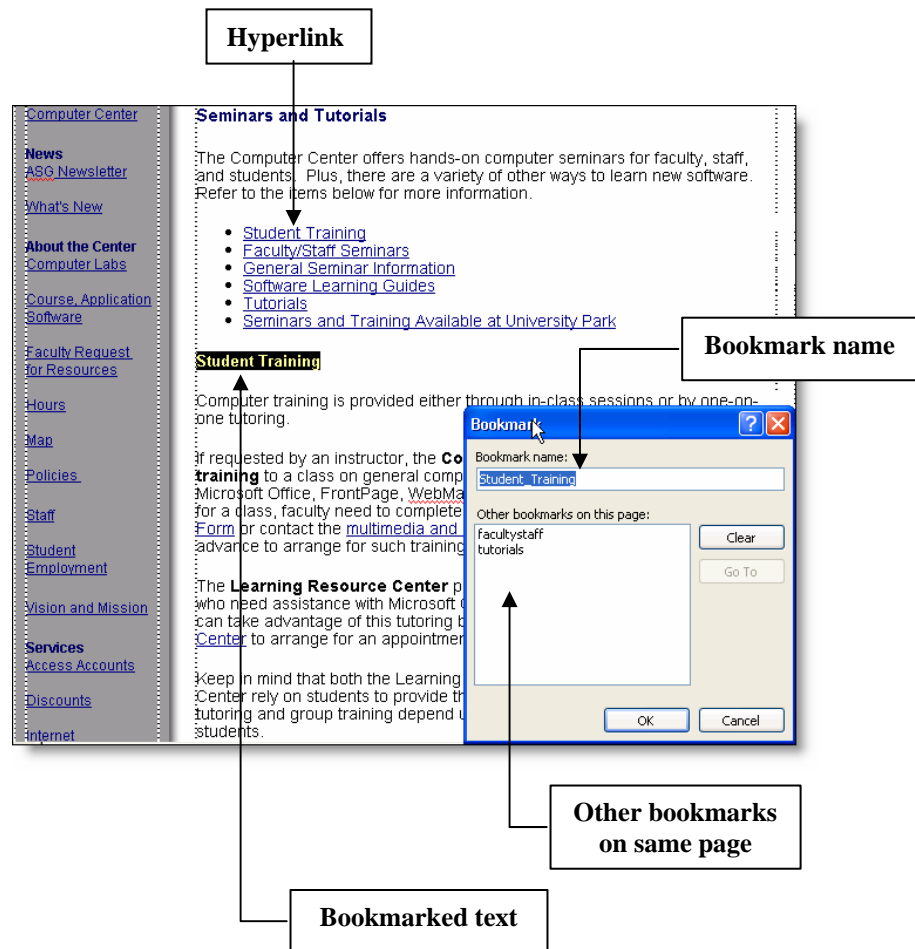 Hyperlink
Computer Center
News
ASG Newsletter
What's New
About the Center
Computer Labs
Course, Application
Software
Faculty Request
for Resources
Hours
Map
Policies
Staff
Student
Employment
Vision and Mission
Services
Access Accounts
Discounts
Internet
Seminars and Tutorials
The Computer Center offers hands-on computer seminars for faculty, staff,
and students. Plus, there are a variety of other ways to learn new software.
Refer to the items below for more information.
• Student Training
• Faculty/Staff Seminars
• General Seminar Information
• Software Learning Guides
• Tutorials
• Seminars and Training Available at University Park
Student Training
Computer training is provided either through in-class sessions or by one-on-
one tutoring.
If requested by an instructor, the Co
training to a class on general comp
Microsoft Office, FrontPage, WebMa
for a class, faculty need to complete
Form or contact the multimedia and
advance to arrange for such training
The Learning Resource Center p
who need assistance with Microsoft
can take advantage of this tutoring b
Center to arrange for an appointmen
Keep in mind that both the Learning
Center rely on students to provide th
tutoring and group training depend u
students.
Bookmark name
Bookmark
Bookmark name:
Student_Training
Other bookmarks on this page:
facultystaff
tutorials
Clear
Go To
OK
Cancel
Other bookmarks
on same page
Bookmarked text